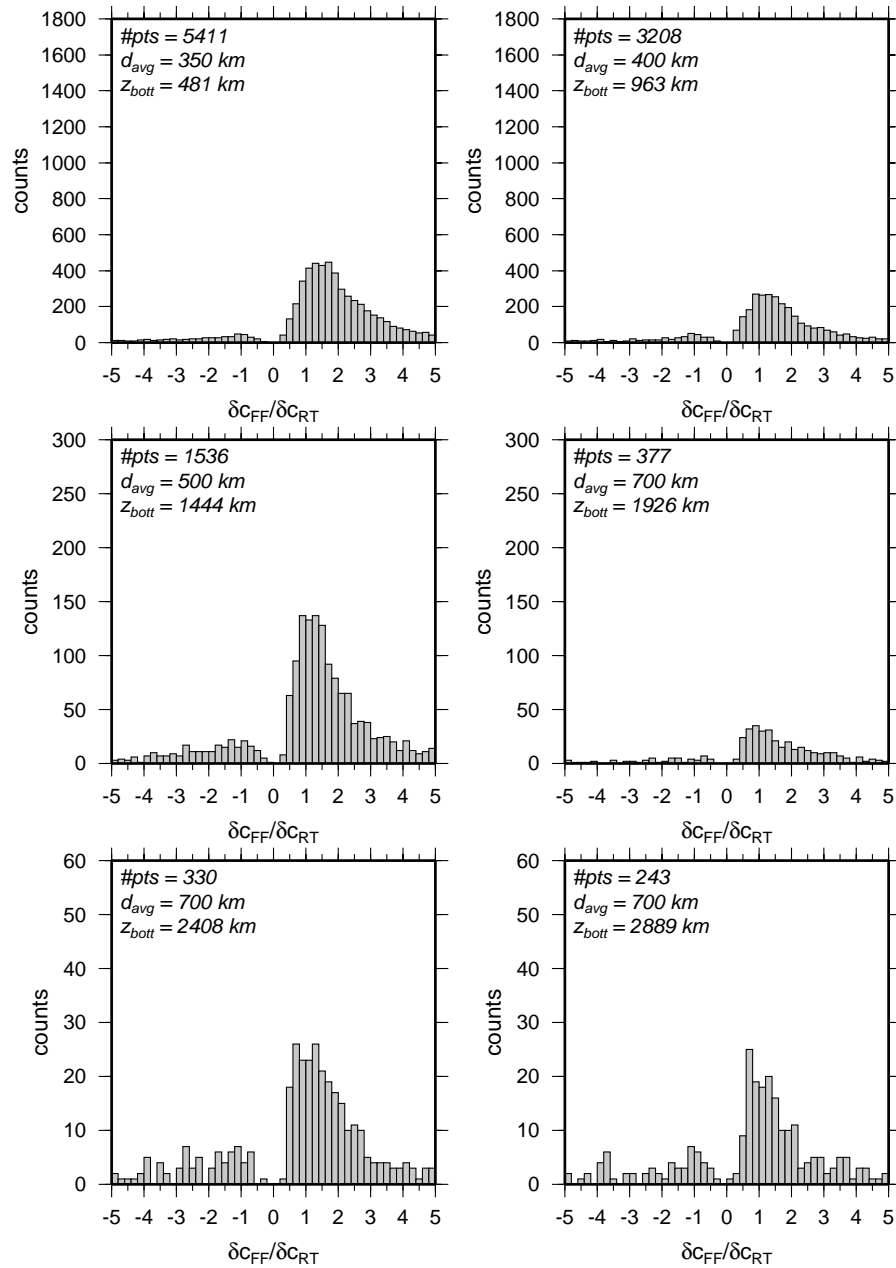 #pts = 5411
d_avg = 350 km
z_bott = 481 km
counts
1800
1600
1400
1200
1000
800
600
400
200
0
-5 -4 -3 -2 -1 0 1 2 3 4 5
δc_FF/δc_RT
#pts = 3208
d_avg = 400 km
z_bott = 963 km
counts
1800
1600
1400
1200
1000
800
600
400
200
0
-5 -4 -3 -2 -1 0 1 2 3 4 5
δc_FF/δc_RT
#pts = 1536
d_avg = 500 km
z_bott = 1444 km
counts
300
250
200
150
100
50
0
-5 -4 -3 -2 -1 0 1 2 3 4 5
δc_FF/δc_RT
#pts = 377
d_avg = 700 km
z_bott = 1926 km
counts
300
250
200
150
100
50
0
-5 -4 -3 -2 -1 0 1 2 3 4 5
δc_FF/δc_RT
#pts = 330
d_avg = 700 km
z_bott = 2408 km
counts
60
50
40
30
20
10
0
-5 -4 -3 -2 -1 0 1 2 3 4 5
δc_FF/δc_RT
#pts = 243
d_avg = 700 km
z_bott = 2889 km
counts
60
50
40
30
20
10
0
-5 -4 -3 -2 -1 0 1 2 3 4 5
δc_FF/δc_RT